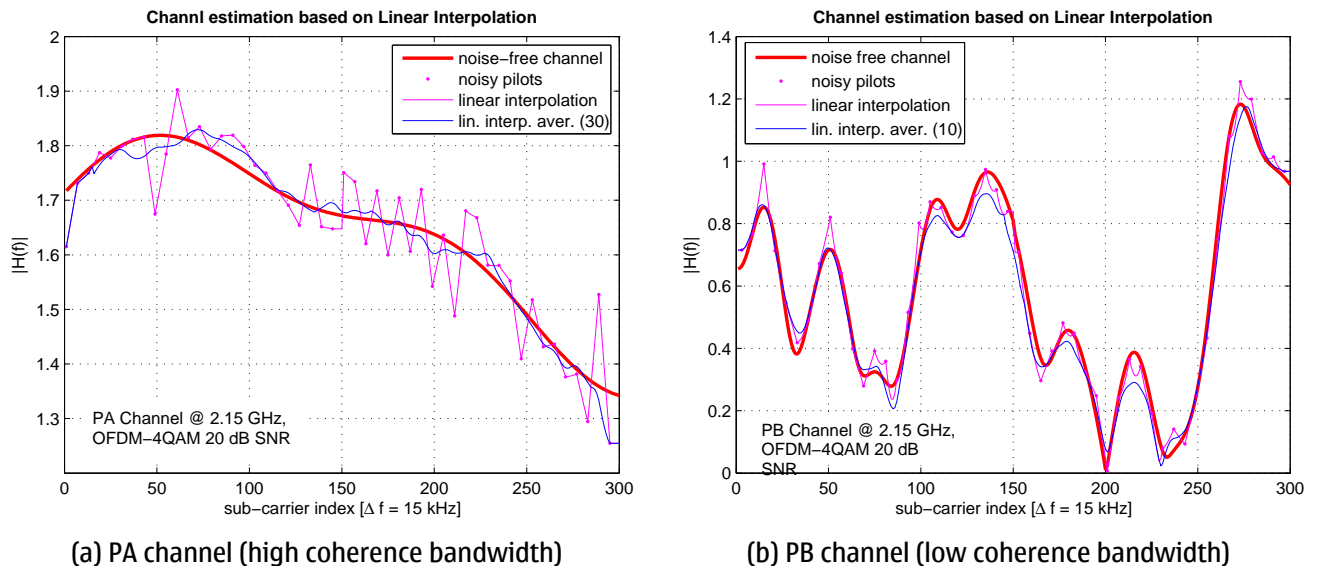 Channl estimation based on Linear Interpolation
2
1.9
1.8
1.7
1.6
1.5
1.4
1.3
|H(f)|
noise-free channel
noisy pilots
linear interpolation
lin. interp. aver. (30)
PA Channel @ 2.15 GHz,
OFDM-4QAM 20 dB SNR
0 50 100 150 200 250 300
sub-carrier index [Δ f = 15 kHz]
(a) PA channel (high coherence bandwidth)
Channel estimation based on Linear Interpolation
1.4
1.2
1
0.8
0.6
0.4
0.2
0
|H(f)|
noise free channel
noisy pilots
linear interpolation
lin. interp. aver. (10)
PB Channel @ 2.15 GHz,
OFDM-4QAM 20 dB
SNR
0 50 100 150 200 250 300
sub-carrier index [Δ f = 15 kHz]
(b) PB channel (low coherence bandwidth)